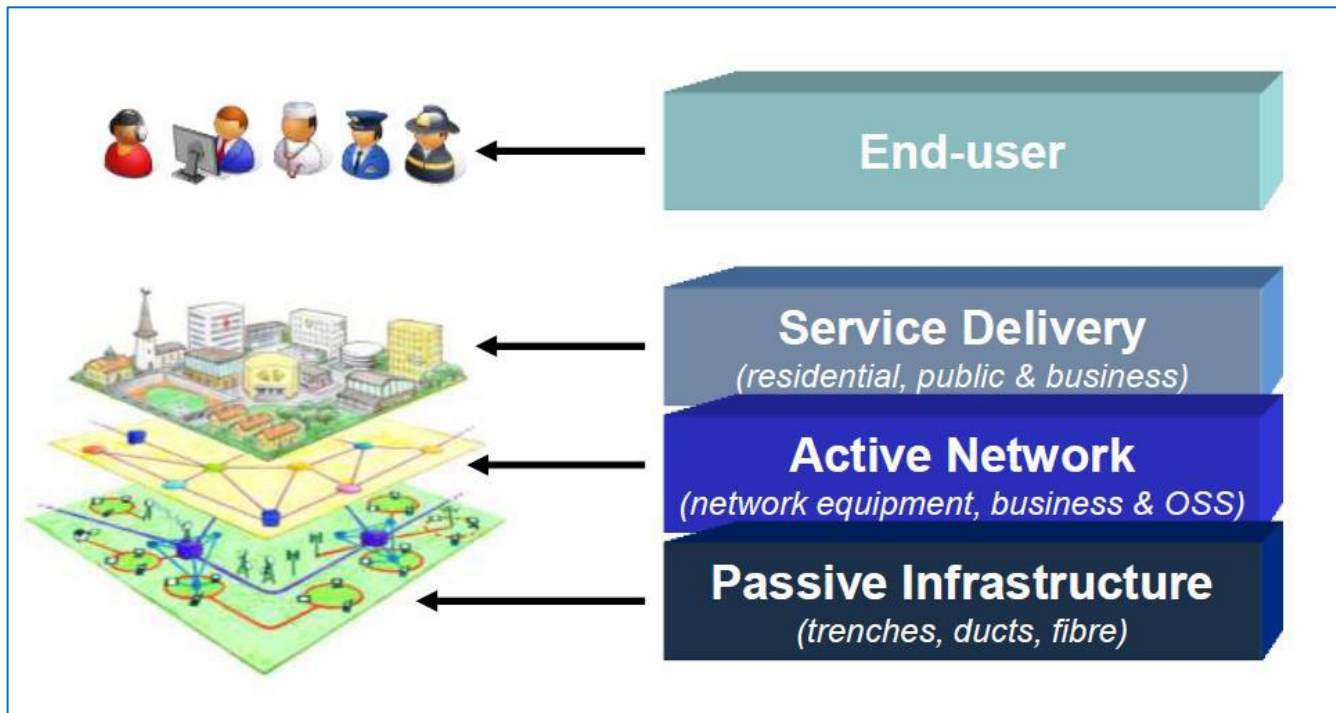 End-user
Service Delivery
(residential, public & business)
Active Network
(network equipment, business & OSS)
Passive Infrastructure
(trenches, ducts, fibre)